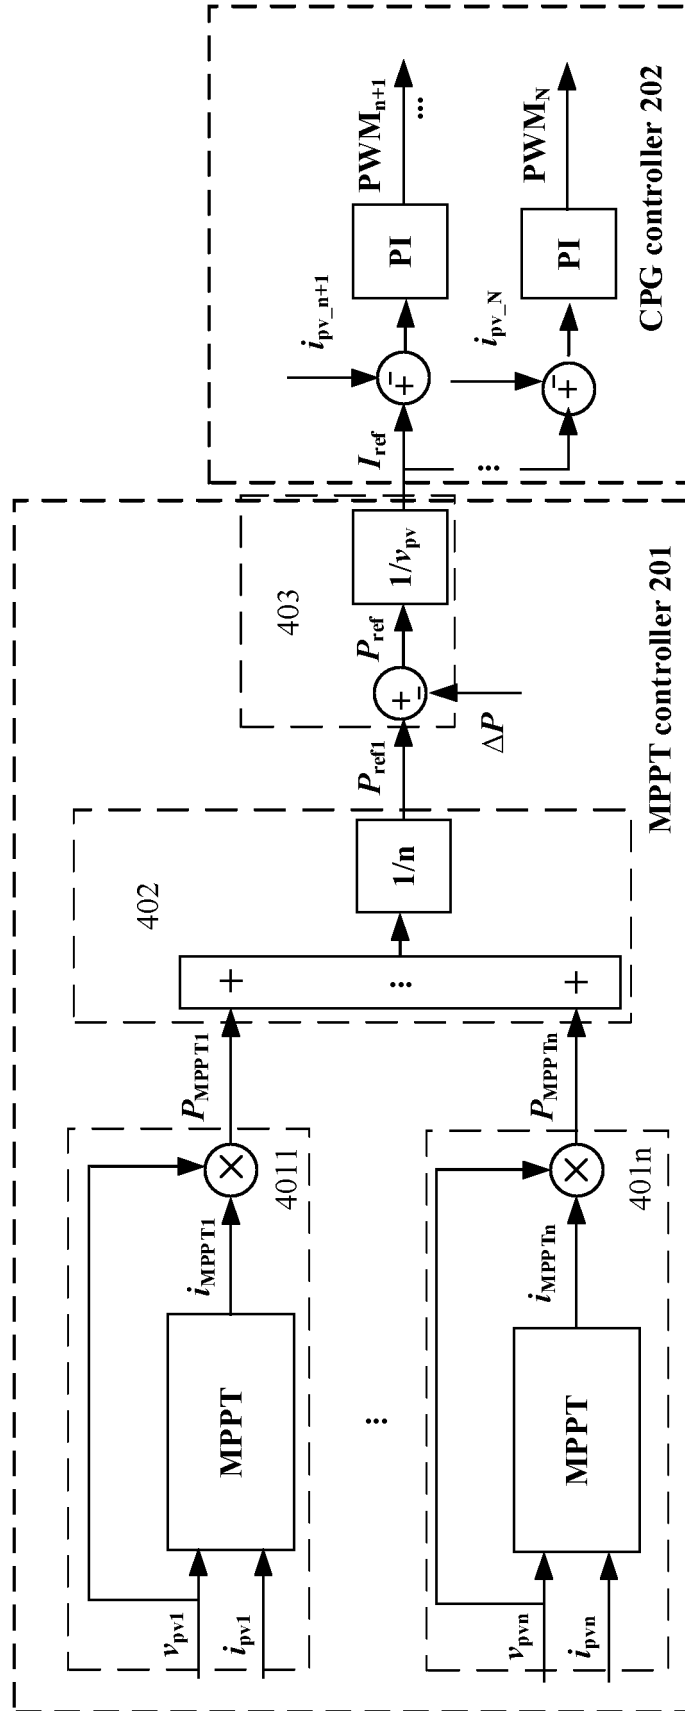 v_pv1
i_pv1
MPPT
i_MPPT1
4011
P_MPPT1
...
v_pvn
i_pvn
MPPT
i_MPPTn
401n
P_MPPTn
402
+
...
+
1/n
P_ref1
403
+
-
ΔP
P_ref
1/v_pv
MPPT controller 201
I_ref
...
i_pv_n+1
+
-
PI
PWM_n+1
...
i_pv_N
+
-
PI
PWM_N
CPG controller 202